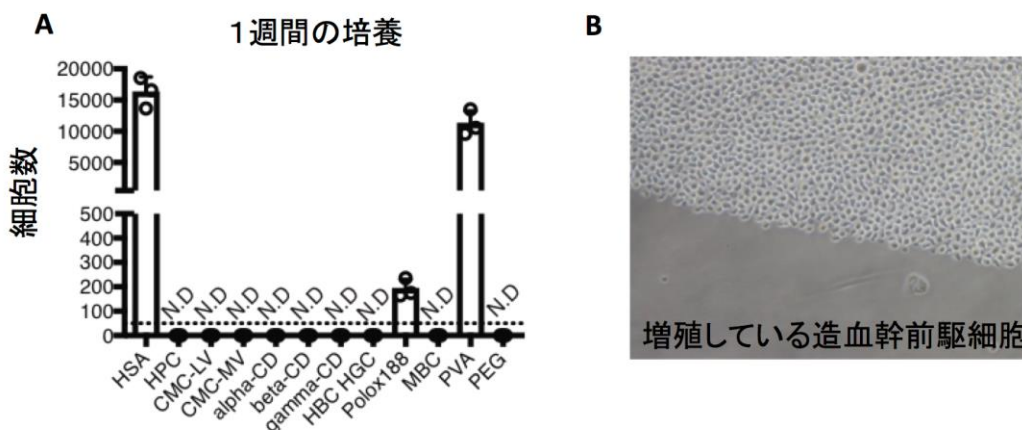 A
1週間の培養
B
細胞数
20000
15000
10000
5000
500
400
300
200
100
0
N.D N.D N.D N.D N.D N.D N.D N.D N.D
HSA
HPC
CMC-LV
CMC-MV
alpha-CD
beta-CD
gamma-CD
HBC HGC
Polox188
MBC
PVA
PEG
増殖している造血幹前駆細胞